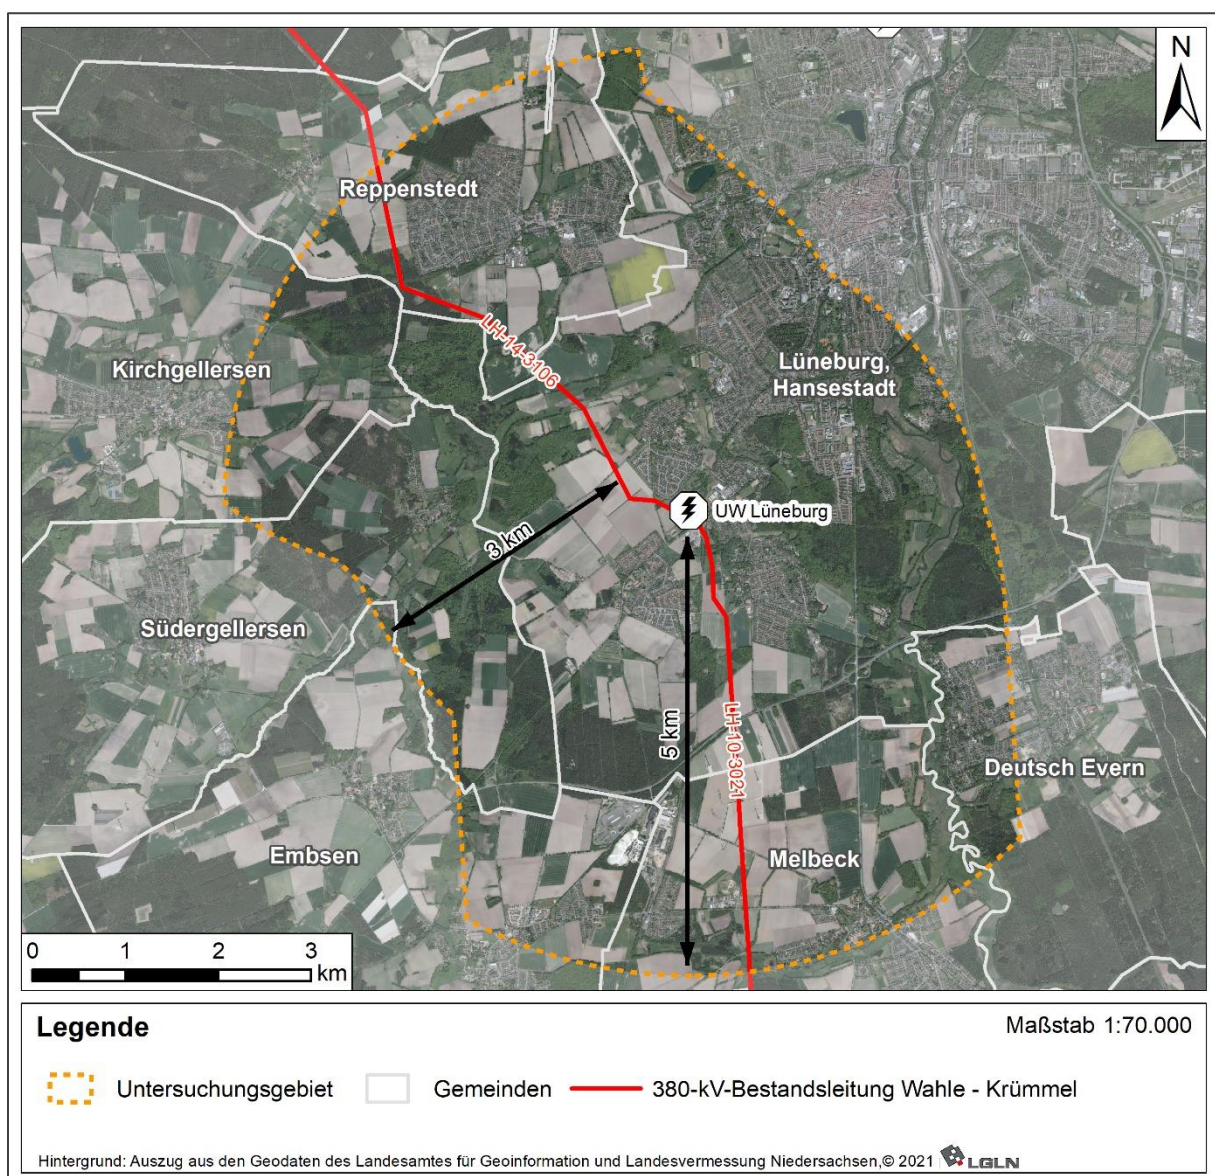 N
Reppenstedt
LH-14-3106
Kirchgellersen
Lüneburg,
Hansestadt
UW Lüneburg
3 km
Südergellersen
5 km
LH-10-3021
Deutsch Evern
Embsen
Melbeck
0 1 2 3
km
Legende
Maßstab 1:70.000
Untersuchungsgebiet Gemeinden 380-kV-Bestandsleitung Wahle - Krümmel
Hintergrund: Auszug aus den Geodaten des Landesamtes für Geoinformation und Landesvermessung Niedersachsen,© 2021 LGLN